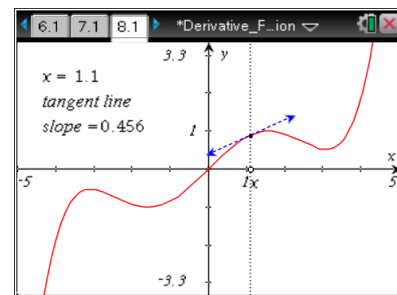 6.1 7.1 8.1 *Derivative_F…ion
3.3 y
x = 1.1
tangent line
slope =0.456
1
x
-5 1 x 5
-3.3